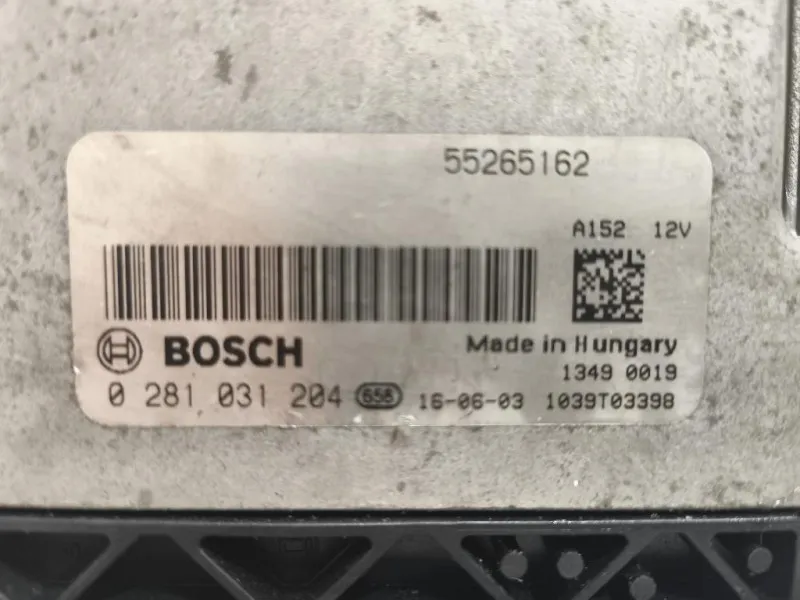 55265162
A152 12V
BOSCH
Made in Hungary
1349 0019
0 281 031 204 658 16-06-03 1039T03398